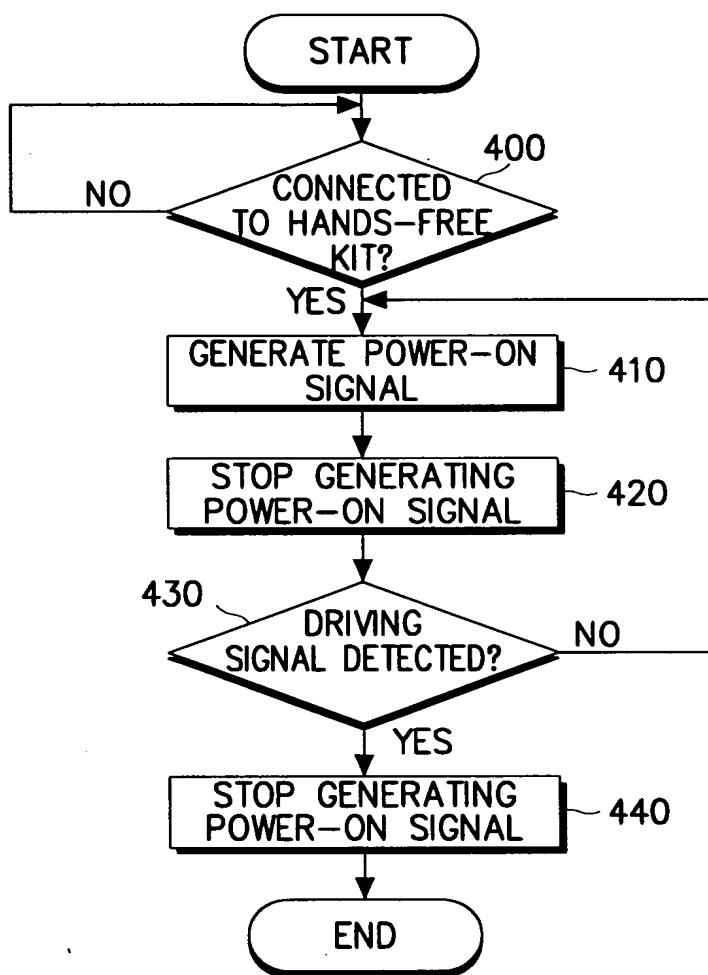 START
400
CONNECTED
TO HANDS-FREE
KIT?
NO
YES
GENERATE POWER-ON
SIGNAL
410
STOP GENERATING
POWER-ON SIGNAL
420
430
DRIVING
SIGNAL DETECTED?
NO
YES
STOP GENERATING
POWER-ON SIGNAL
440
END